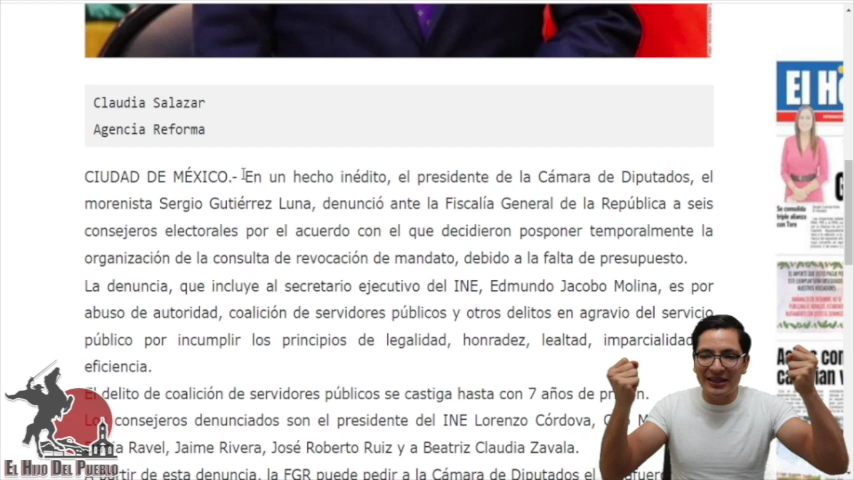 Claudia Salazar
Agencia Reforma
CIUDAD DE MÉXICO.- En un hecho inédito, el presidente de la Cámara de Diputados, el
morenista Sergio Gutiérrez Luna, denunció ante la Fiscalía General de la República a seis
consejeros electorales por el acuerdo con el que decidieron posponer temporalmente la
organización de la consulta de revocación de mandato, debido a la falta de presupuesto.
La denuncia, que incluye al secretario ejecutivo del INE, Edmundo Jacobo Molina, es por
abuso de autoridad, coalición de servidores públicos y otros delitos en agravio del servicio
público por incumplir los principios de legalidad, honradez, lealtad, imparcialidad
eficiencia.
El delito de coalición de servidores públicos se castiga hasta con 7 años de
Los consejeros denunciados son el presidente del INE Lorenzo Córdova,
Ravel, Jaime Rivera, José Roberto Ruiz y a Beatriz Claudia Zavala.
A partir de esta denuncia, la FGR puede pedir a la Cámara de Diputados el
El
Se consolida
triple alianza
con Toro
EL HIJO DEL PUEBLO